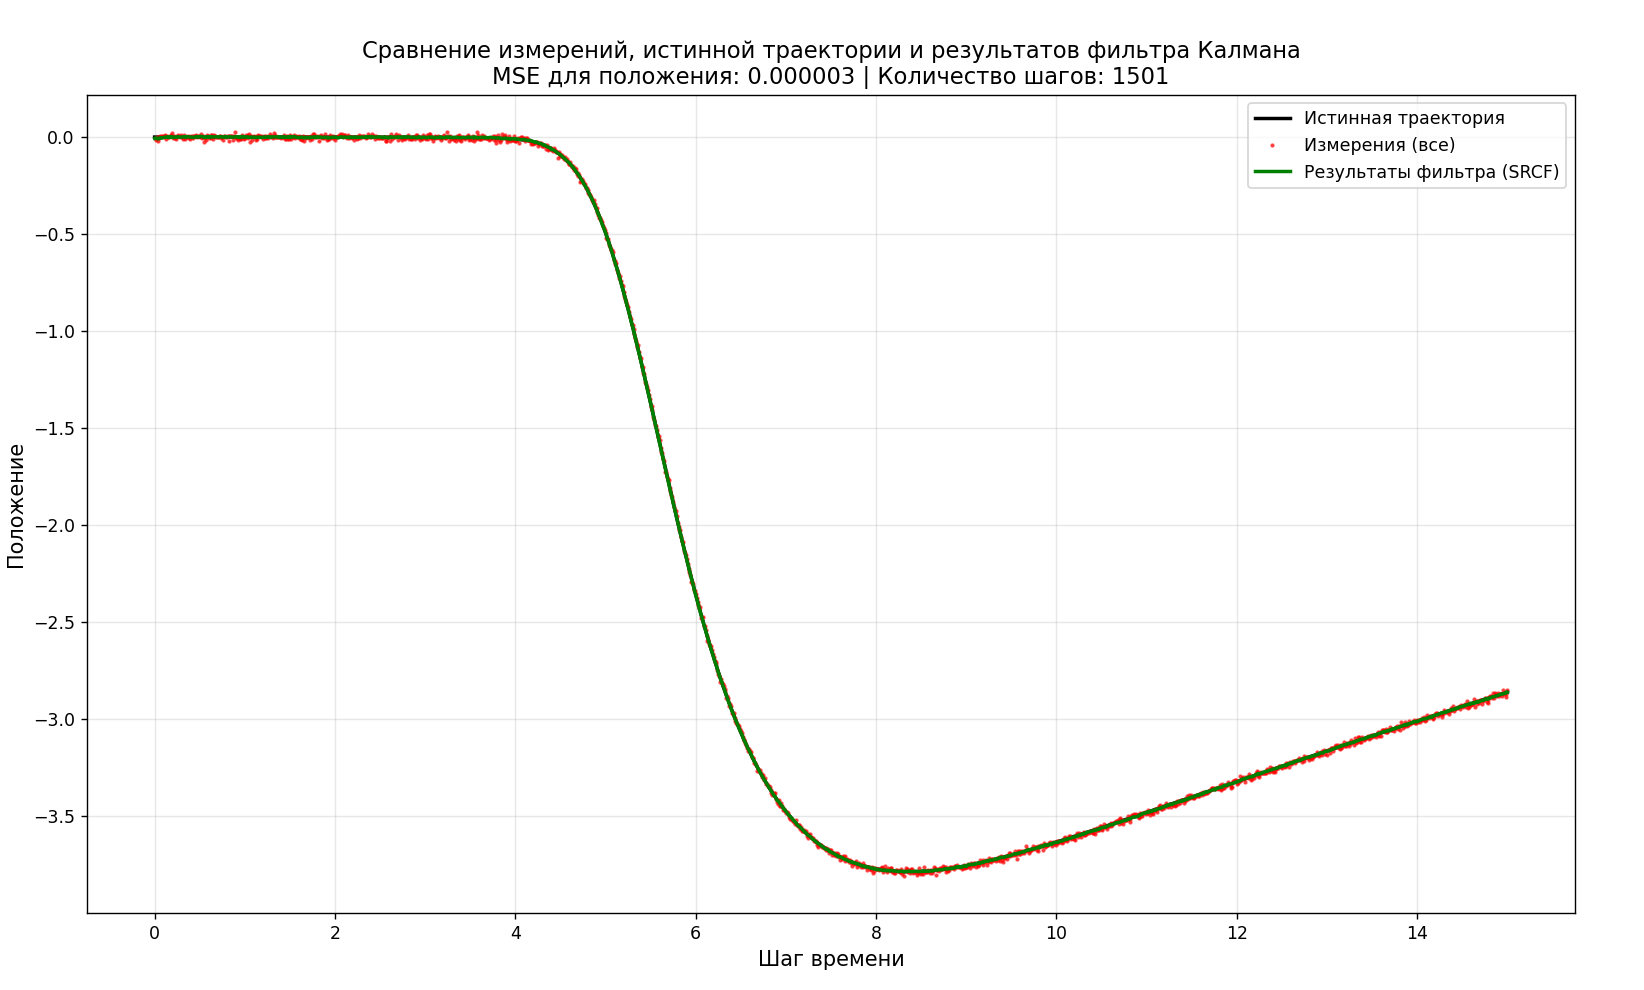 Сравнение измерений, истинной траектории и результатов фильтра Калмана
MSE для положения: 0.000003 | Количество шагов: 1501
Истинная траектория
Измерения (все)
Результаты фильтра (SRCF)
Положение
0.0
−0.5
−1.0
−1.5
−2.0
−2.5
−3.0
−3.5
0 2 4 6 8 10 12 14
Шаг времени